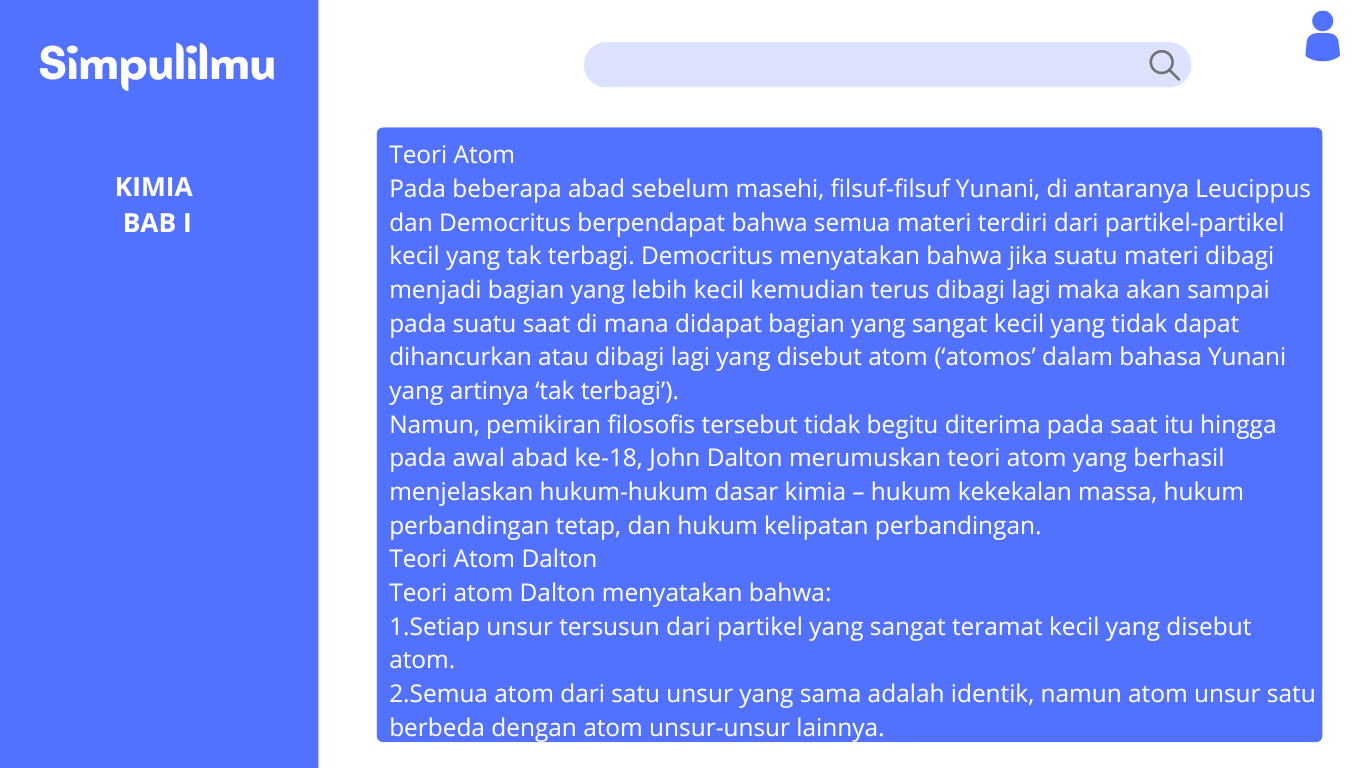 Simpulilmu
KIMIA
BAB I
Teori Atom
Pada beberapa abad sebelum masehi, filsuf-filsuf Yunani, di antaranya Leucippus
dan Democritus berpendapat bahwa semua materi terdiri dari partikel-partikel
kecil yang tak terbagi. Democritus menyatakan bahwa jika suatu materi dibagi
menjadi bagian yang lebih kecil kemudian terus dibagi lagi maka akan sampai
pada suatu saat di mana didapat bagian yang sangat kecil yang tidak dapat
dihancurkan atau dibagi lagi yang disebut atom (‘atomos’ dalam bahasa Yunani
yang artinya ‘tak terbagi’).
Namun, pemikiran filosofis tersebut tidak begitu diterima pada saat itu hingga
pada awal abad ke-18, John Dalton merumuskan teori atom yang berhasil
menjelaskan hukum-hukum dasar kimia – hukum kekekalan massa, hukum
perbandingan tetap, dan hukum kelipatan perbandingan.
Teori Atom Dalton
Teori atom Dalton menyatakan bahwa:
1.Setiap unsur tersusun dari partikel yang sangat teramat kecil yang disebut
atom.
2.Semua atom dari satu unsur yang sama adalah identik, namun atom unsur satu
berbeda dengan atom unsur-unsur lainnya.